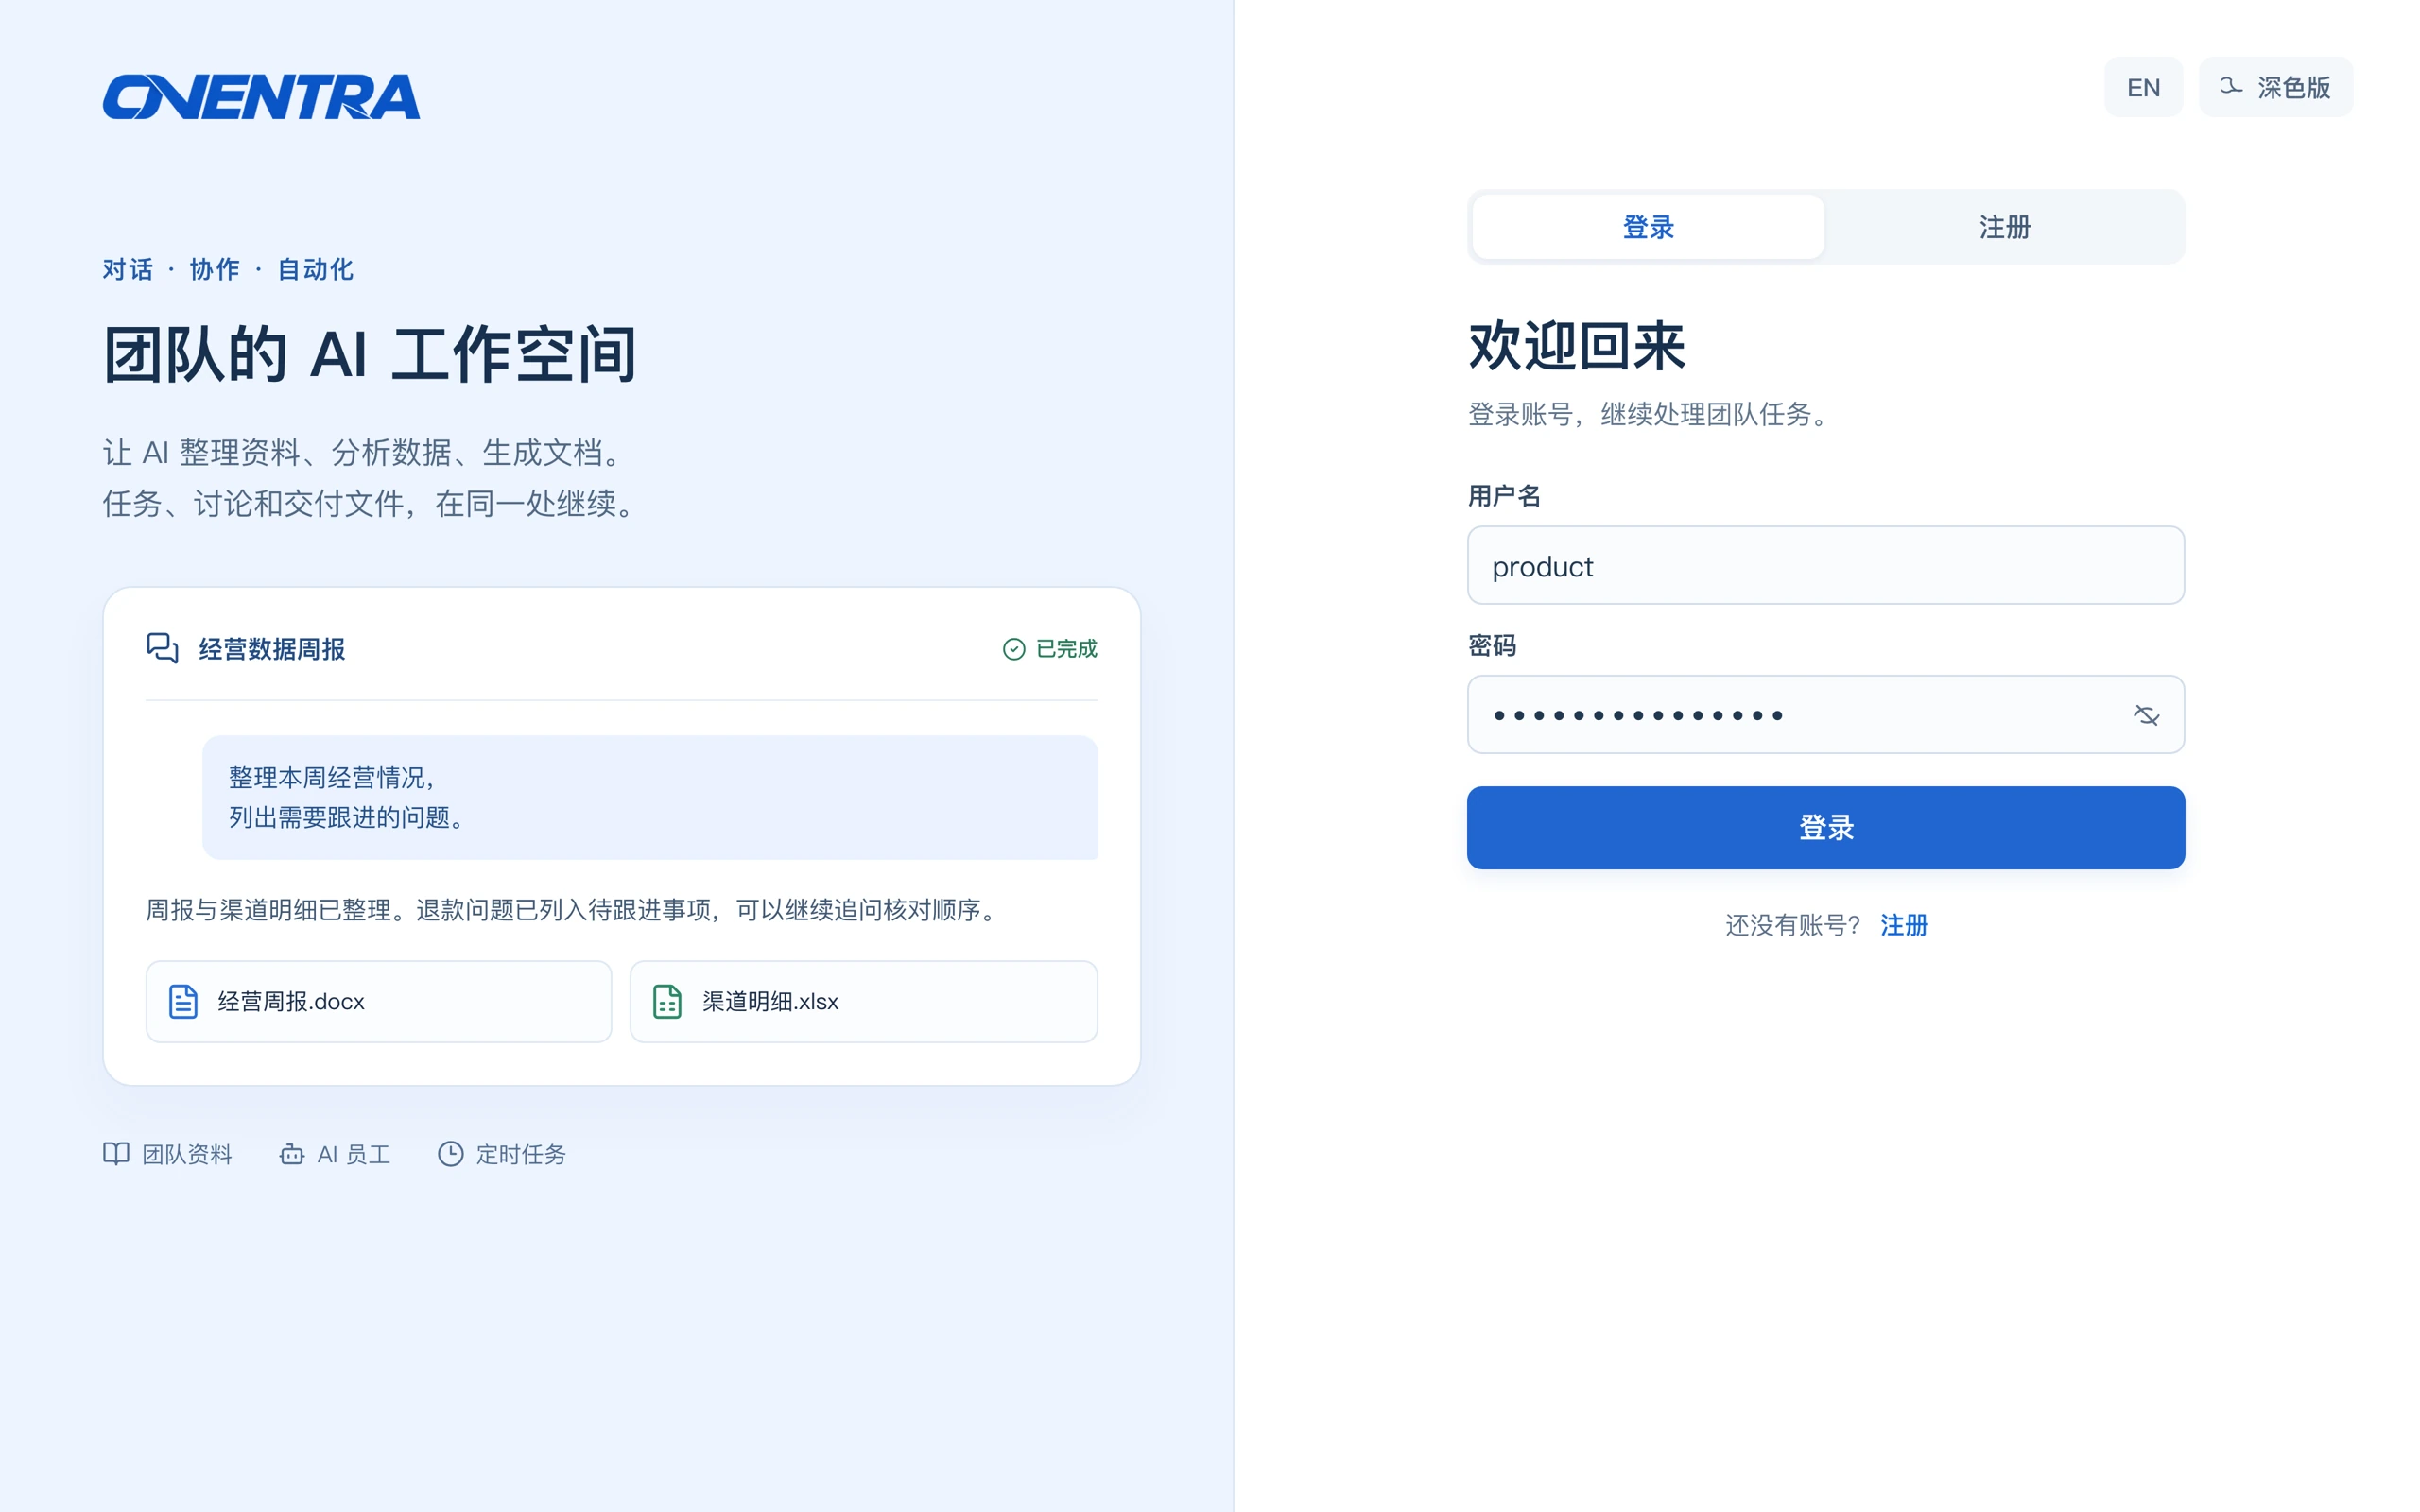 ONENTRA
对话 · 协作 · 自动化
团队的 AI 工作空间
让 AI 整理资料、分析数据、生成文档。
任务、讨论和交付文件，在同一处继续。
经营数据周报
已完成
整理本周经营情况，
列出需要跟进的问题。
周报与渠道明细已整理。退款问题已列入待跟进事项，可以继续追问核对顺序。
经营周报.docx
渠道明细.xlsx
团队资料
AI 员工
定时任务
EN
深色版
登录
注册
欢迎回来
登录账号，继续处理团队任务。
用户名
product
密码
•••••••••••••••
登录
还没有账号？ 注册